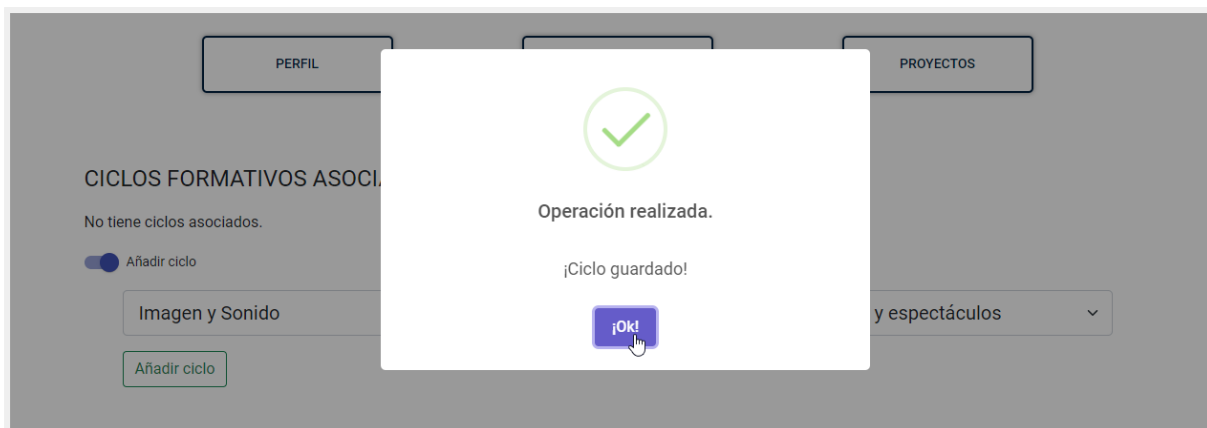 PERFIL
PROYECTOS
CICLOS FORMATIVOS
No tiene ciclos asociados.
Añadir ciclo
Imagen y Sonido
y espectáculos
Añadir ciclo
Operación realizada.
¡Ciclo guardado!
¡Ok!